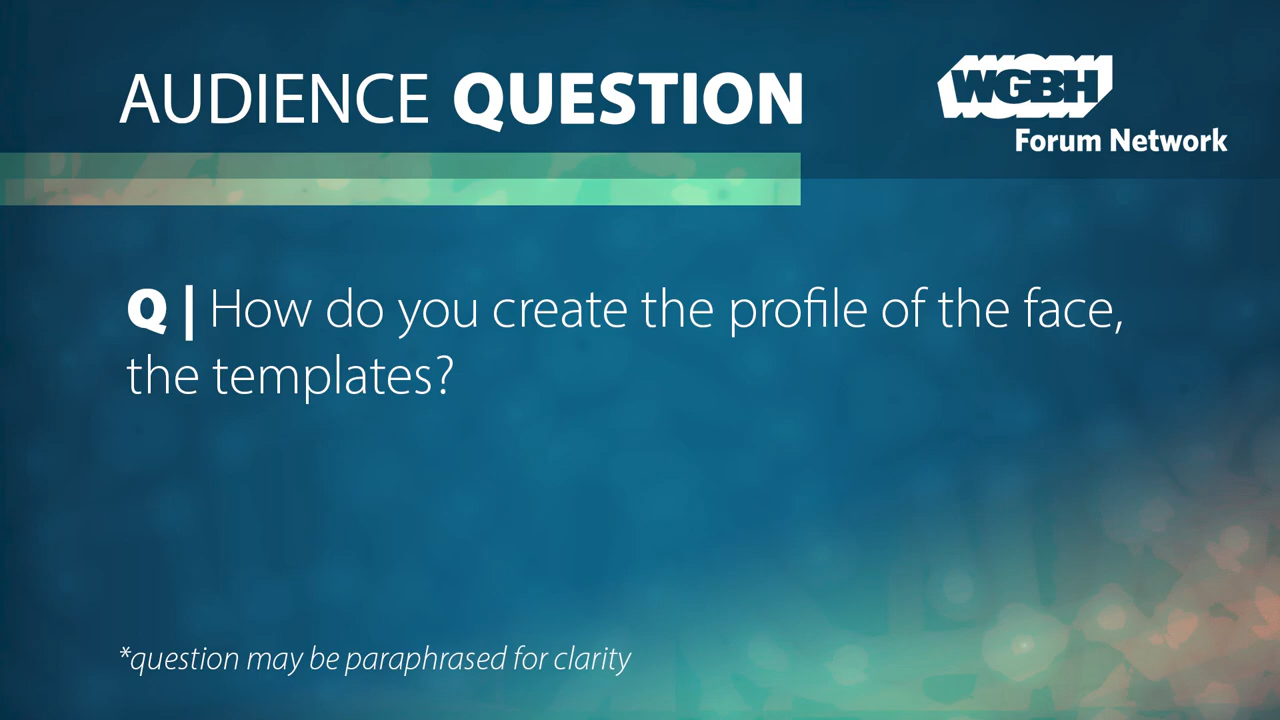 AUDIENCE QUESTION
WGBH
Forum Network
Q | How do you create the profile of the face,
the templates?
*question may be paraphrased for clarity